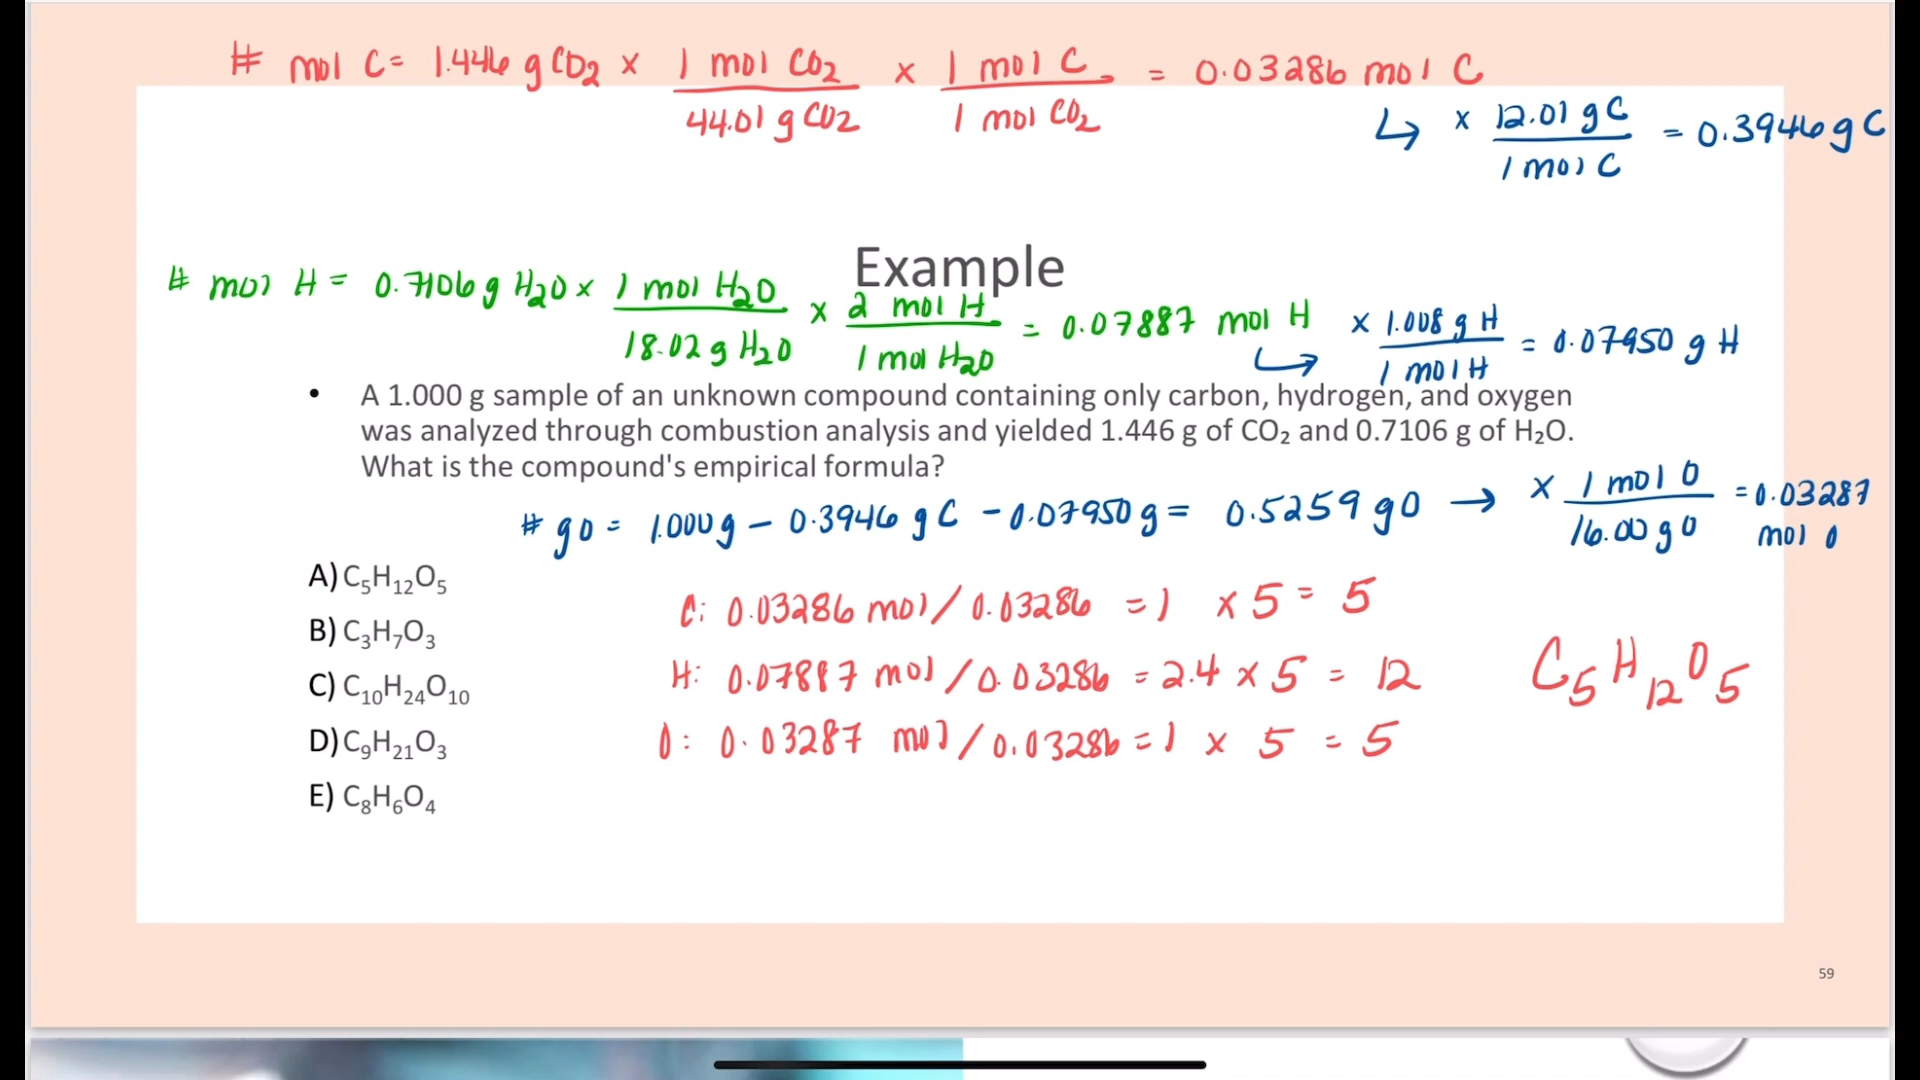 # mol C = 1.446 g CO2 x 1 mol CO2 / 44.01 g CO2 x 1 mol C / 1 mol CO2 = 0.03286 mol C
↳ x 12.01 g C / 1 mol C = 0.3946 g C
Example
# mol H = 0.7106 g H2O x 1 mol H2O / 18.02 g H2O x 2 mol H / 1 mol H2O = 0.07887 mol H
↳ x 1.008 g H / 1 mol H = 0.07950 g H
• A 1.000 g sample of an unknown compound containing only carbon, hydrogen, and oxygen
was analyzed through combustion analysis and yielded 1.446 g of CO₂ and 0.7106 g of H₂O.
What is the compound's empirical formula?
# g O = 1.000 g – 0.3946 g C – 0.07950 g = 0.5259 g O → x 1 mol O / 16.00 g O = 0.03287 mol O
A) C₅H₁₂O₅
B) C₃H₇O₃
C) C₁₀H₂₄O₁₀
D) C₉H₂₁O₃
E) C₈H₆O₄
C: 0.03286 mol / 0.03286 = 1 x 5 = 5
H: 0.07887 mol / 0.03286 = 2.4 x 5 = 12
O: 0.03287 mol / 0.03286 = 1 x 5 = 5
C₅H₁₂O₅
59